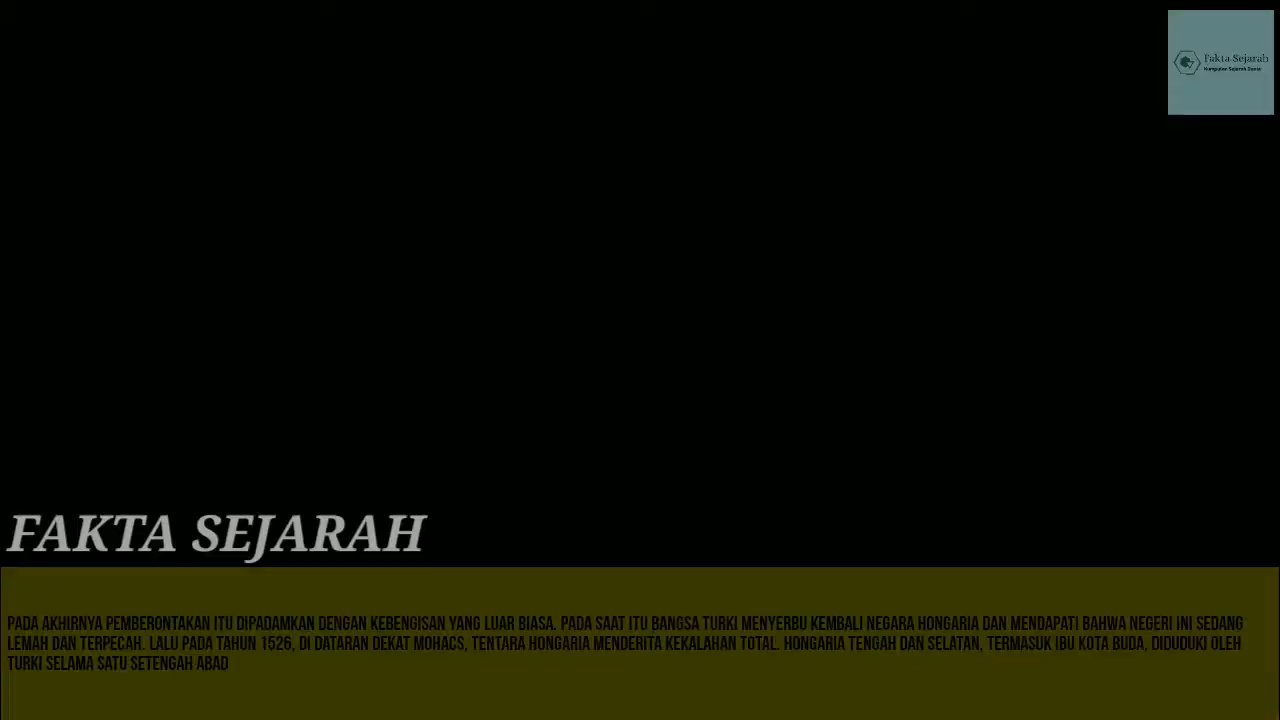 Fakta Sejarah
Kumpulan Sejarah Dunia
FAKTA SEJARAH
PADA AKHIRNYA PEMBERONTAKAN ITU DIPADAMKAN DENGAN KEBENGISAN YANG LUAR BIASA. PADA SAAT ITU BANGSA TURKI MENYERBU KEMBALI NEGARA HONGARIA DAN MENDAPATI BAHWA NEGERI INI SEDANG
LEMAH DAN TERPECAH. LALU PADA TAHUN 1526, DI DATARAN DEKAT MOHACS, TENTARA HONGARIA MENDERITA KEKALAHAN TOTAL. HONGARIA TENGAH DAN SELATAN, TERMASUK IBU KOTA BUDA, DIDUDUKI OLEH
TURKI SELAMA SATU SETENGAH ABAD